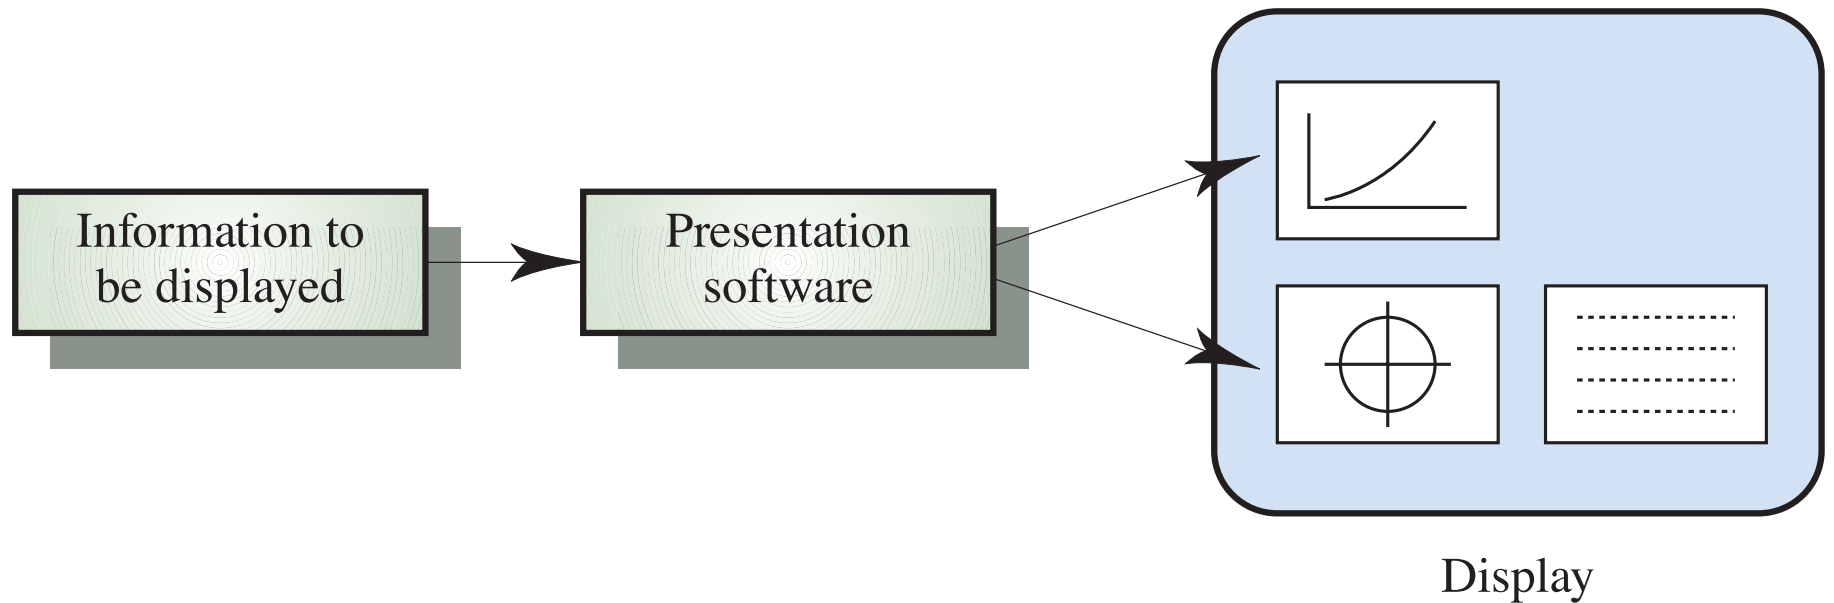 Information to
be displayed
Presentation
software
Display